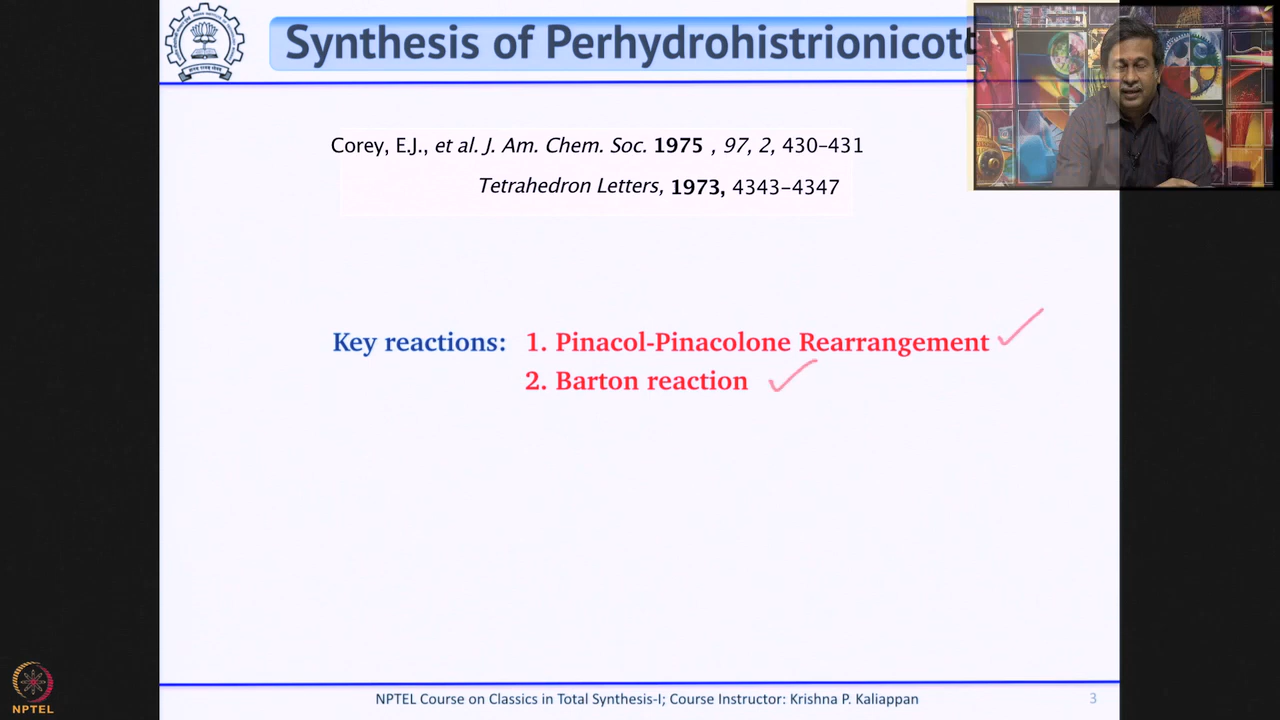 Synthesis of Perhydrohistrionicot
Corey, E.J., et al. J. Am. Chem. Soc. 1975 , 97, 2, 430–431
Tetrahedron Letters, 1973, 4343–4347
Key reactions: 1. Pinacol-Pinacolone Rearrangement
2. Barton reaction
NPTEL Course on Classics in Total Synthesis-I; Course Instructor: Krishna P. Kaliappan
3
NPTEL